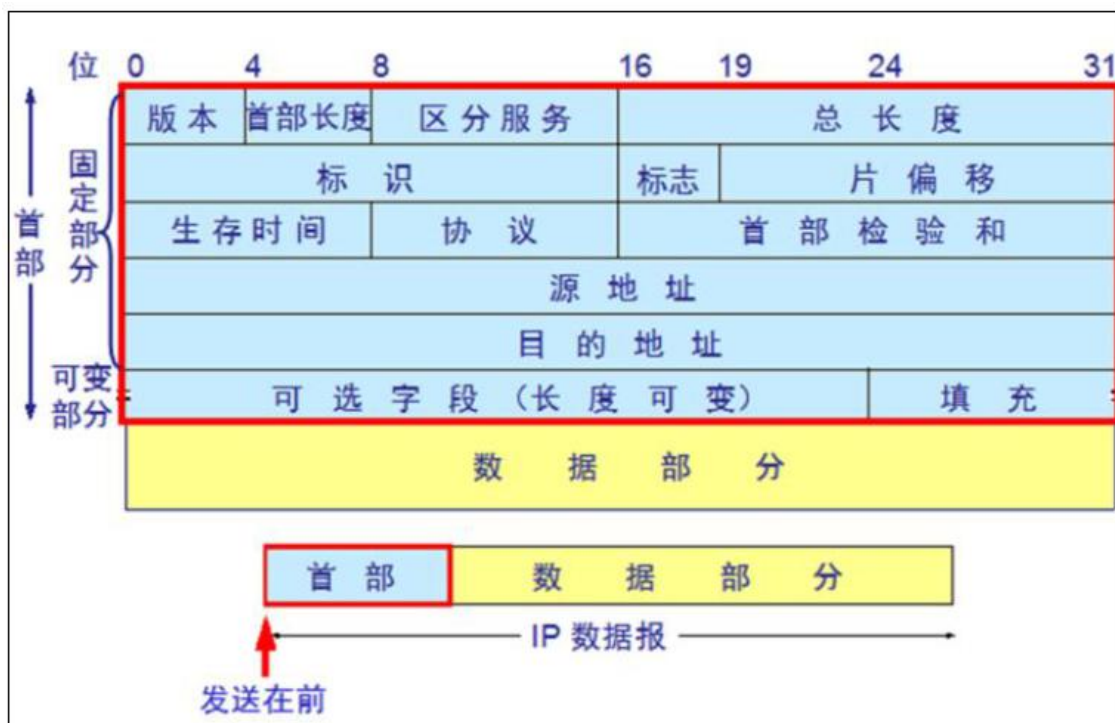 位 0 4 8 16 19 24 31
版本 首部长度 区分服务 总长度
标识 标志 片偏移
生存时间 协议 首部检验和
源地址
目的地址
可选字段（长度可变） 填充
首部
固定部分
可变部分
数据部分
首部 数据部分
IP 数据报
发送在前